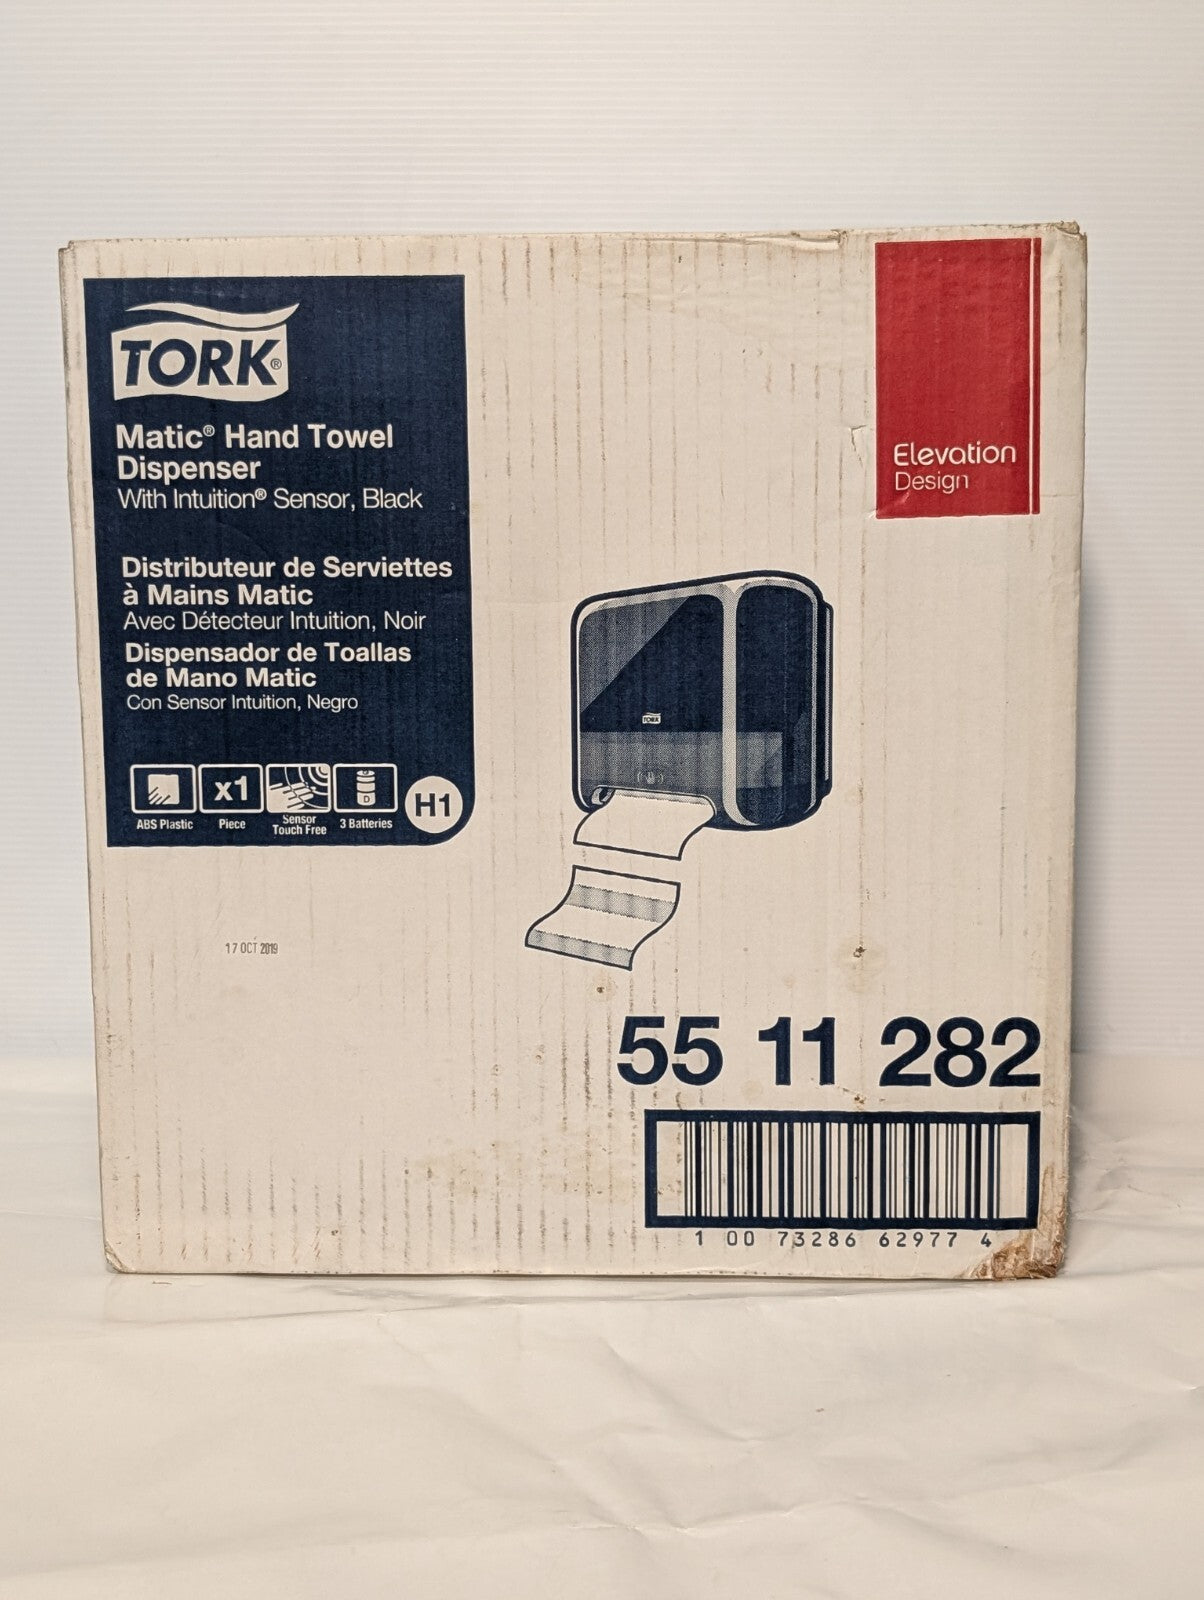 TORK®
Matic® Hand Towel
Dispenser
With Intuition® Sensor, Black
Distributeur de Serviettes
à Mains Matic
Avec Détecteur Intuition, Noir
Dispensador de Toallas
de Mano Matic
Con Sensor Intuition, Negro
D
ABS Plastic
x1
Piece
Sensor
Touch Free
3 Batteries
H1
Elevation
Design
TORK
17 OCT 2019
55 11 282
1 00 73286 62977 4